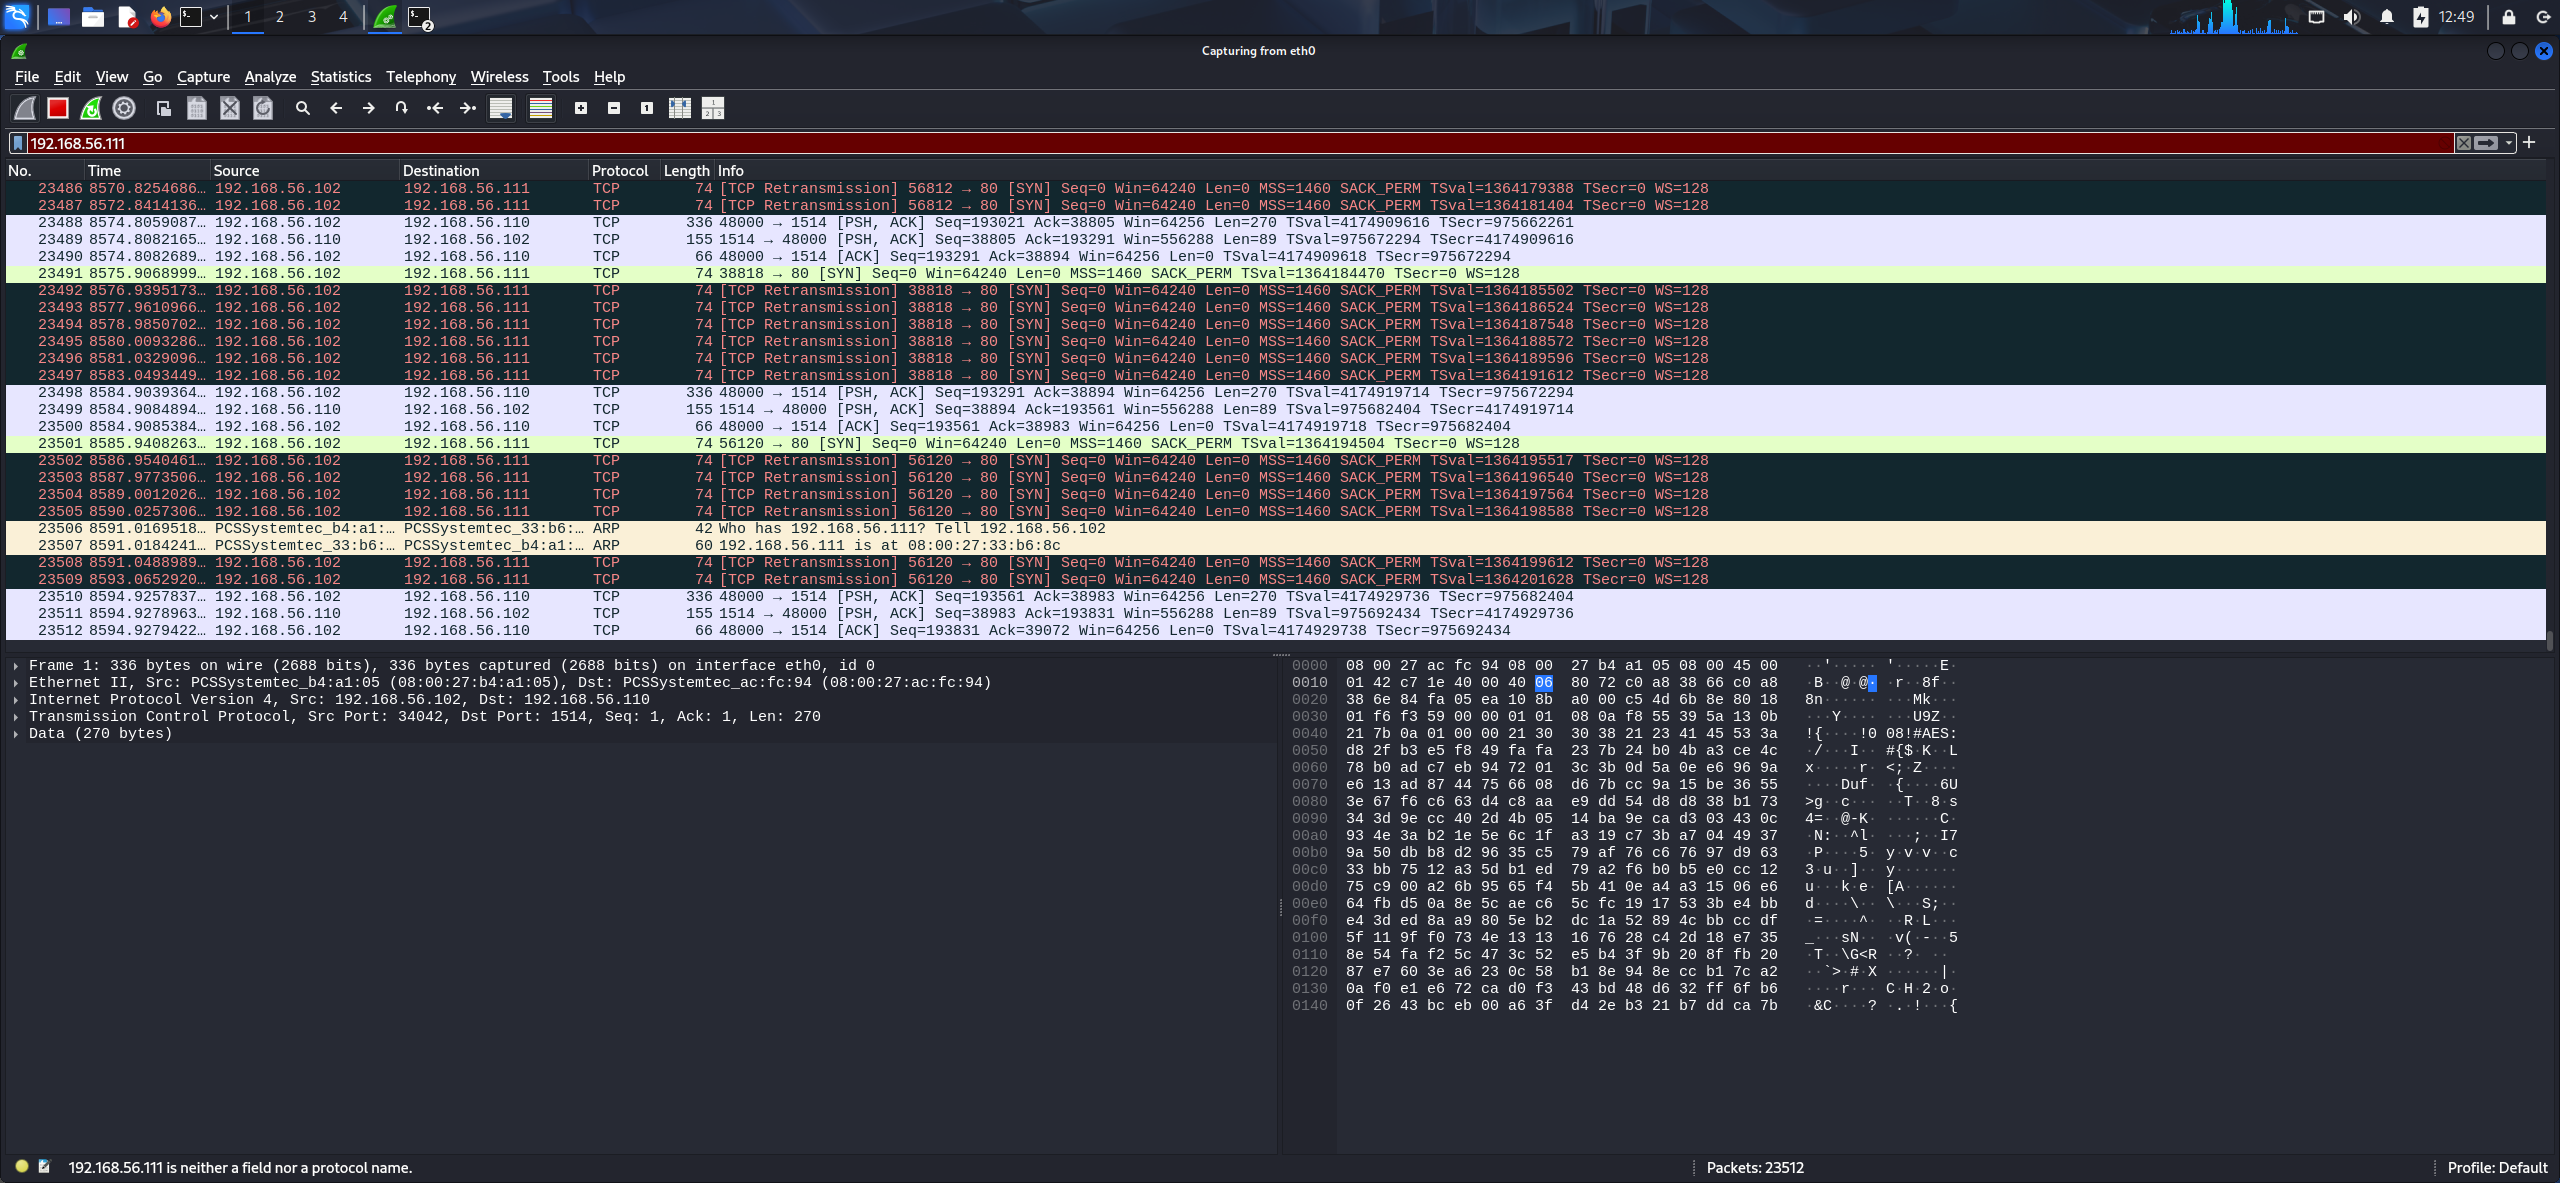 1 2 3 4 2 12:49
Capturing from eth0
File Edit View Go Capture Analyze Statistics Telephony Wireless Tools Help
192.168.56.111
No. Time Source Destination Protocol Length Info
23486 8570.8254686… 192.168.56.102 192.168.56.111 TCP 74 [TCP Retransmission] 56812 → 80 [SYN] Seq=0 Win=64240 Len=0 MSS=1460 SACK_PERM TSval=1364179388 TSecr=0 WS=128
23487 8572.8414136… 192.168.56.102 192.168.56.111 TCP 74 [TCP Retransmission] 56812 → 80 [SYN] Seq=0 Win=64240 Len=0 MSS=1460 SACK_PERM TSval=1364181404 TSecr=0 WS=128
23488 8574.8059087… 192.168.56.102 192.168.56.110 TCP 336 48000 → 1514 [PSH, ACK] Seq=193021 Ack=38805 Win=64256 Len=270 TSval=4174909616 TSecr=975662261
23489 8574.8082165… 192.168.56.110 192.168.56.102 TCP 155 1514 → 48000 [PSH, ACK] Seq=38805 Ack=193291 Win=556288 Len=89 TSval=975672294 TSecr=4174909616
23490 8574.8082689… 192.168.56.102 192.168.56.110 TCP 66 48000 → 1514 [ACK] Seq=193291 Ack=38894 Win=64256 Len=0 TSval=4174909618 TSecr=975672294
23491 8575.9068999… 192.168.56.102 192.168.56.111 TCP 74 38818 → 80 [SYN] Seq=0 Win=64240 Len=0 MSS=1460 SACK_PERM TSval=1364184470 TSecr=0 WS=128
23492 8576.9395173… 192.168.56.102 192.168.56.111 TCP 74 [TCP Retransmission] 38818 → 80 [SYN] Seq=0 Win=64240 Len=0 MSS=1460 SACK_PERM TSval=1364185502 TSecr=0 WS=128
23493 8577.9610966… 192.168.56.102 192.168.56.111 TCP 74 [TCP Retransmission] 38818 → 80 [SYN] Seq=0 Win=64240 Len=0 MSS=1460 SACK_PERM TSval=1364186524 TSecr=0 WS=128
23494 8578.9850702… 192.168.56.102 192.168.56.111 TCP 74 [TCP Retransmission] 38818 → 80 [SYN] Seq=0 Win=64240 Len=0 MSS=1460 SACK_PERM TSval=1364187548 TSecr=0 WS=128
23495 8580.0093286… 192.168.56.102 192.168.56.111 TCP 74 [TCP Retransmission] 38818 → 80 [SYN] Seq=0 Win=64240 Len=0 MSS=1460 SACK_PERM TSval=1364188572 TSecr=0 WS=128
23496 8581.0329096… 192.168.56.102 192.168.56.111 TCP 74 [TCP Retransmission] 38818 → 80 [SYN] Seq=0 Win=64240 Len=0 MSS=1460 SACK_PERM TSval=1364189596 TSecr=0 WS=128
23497 8583.0493449… 192.168.56.102 192.168.56.111 TCP 74 [TCP Retransmission] 38818 → 80 [SYN] Seq=0 Win=64240 Len=0 MSS=1460 SACK_PERM TSval=1364191612 TSecr=0 WS=128
23498 8584.9039364… 192.168.56.102 192.168.56.110 TCP 336 48000 → 1514 [PSH, ACK] Seq=193291 Ack=38894 Win=64256 Len=270 TSval=4174919714 TSecr=975672294
23499 8584.9084894… 192.168.56.110 192.168.56.102 TCP 155 1514 → 48000 [PSH, ACK] Seq=38894 Ack=193561 Win=556288 Len=89 TSval=975682404 TSecr=4174919714
23500 8584.9085384… 192.168.56.102 192.168.56.110 TCP 66 48000 → 1514 [ACK] Seq=193561 Ack=38983 Win=64256 Len=0 TSval=4174919718 TSecr=975682404
23501 8585.9408263… 192.168.56.102 192.168.56.111 TCP 74 56120 → 80 [SYN] Seq=0 Win=64240 Len=0 MSS=1460 SACK_PERM TSval=1364194504 TSecr=0 WS=128
23502 8586.9540461… 192.168.56.102 192.168.56.111 TCP 74 [TCP Retransmission] 56120 → 80 [SYN] Seq=0 Win=64240 Len=0 MSS=1460 SACK_PERM TSval=1364195517 TSecr=0 WS=128
23503 8587.9773506… 192.168.56.102 192.168.56.111 TCP 74 [TCP Retransmission] 56120 → 80 [SYN] Seq=0 Win=64240 Len=0 MSS=1460 SACK_PERM TSval=1364196540 TSecr=0 WS=128
23504 8589.0012026… 192.168.56.102 192.168.56.111 TCP 74 [TCP Retransmission] 56120 → 80 [SYN] Seq=0 Win=64240 Len=0 MSS=1460 SACK_PERM TSval=1364197564 TSecr=0 WS=128
23505 8590.0257306… 192.168.56.102 192.168.56.111 TCP 74 [TCP Retransmission] 56120 → 80 [SYN] Seq=0 Win=64240 Len=0 MSS=1460 SACK_PERM TSval=1364198588 TSecr=0 WS=128
23506 8591.0169518… PCSSystemtec_b4:a1:… PCSSystemtec_33:b6:… ARP 42 Who has 192.168.56.111? Tell 192.168.56.102
23507 8591.0184241… PCSSystemtec_33:b6:… PCSSystemtec_b4:a1:… ARP 60 192.168.56.111 is at 08:00:27:33:b6:8c
23508 8591.0488989… 192.168.56.102 192.168.56.111 TCP 74 [TCP Retransmission] 56120 → 80 [SYN] Seq=0 Win=64240 Len=0 MSS=1460 SACK_PERM TSval=1364199612 TSecr=0 WS=128
23509 8593.0652920… 192.168.56.102 192.168.56.111 TCP 74 [TCP Retransmission] 56120 → 80 [SYN] Seq=0 Win=64240 Len=0 MSS=1460 SACK_PERM TSval=1364201628 TSecr=0 WS=128
23510 8594.9257837… 192.168.56.102 192.168.56.110 TCP 336 48000 → 1514 [PSH, ACK] Seq=193561 Ack=38983 Win=64256 Len=270 TSval=4174929736 TSecr=975682404
23511 8594.9278963… 192.168.56.110 192.168.56.102 TCP 155 1514 → 48000 [PSH, ACK] Seq=38983 Ack=193831 Win=556288 Len=89 TSval=975692434 TSecr=4174929736
23512 8594.9279422… 192.168.56.102 192.168.56.110 TCP 66 48000 → 1514 [ACK] Seq=193831 Ack=39072 Win=64256 Len=0 TSval=4174929738 TSecr=975692434
Frame 1: 336 bytes on wire (2688 bits), 336 bytes captured (2688 bits) on interface eth0, id 0
Ethernet II, Src: PCSSystemtec_b4:a1:05 (08:00:27:b4:a1:05), Dst: PCSSystemtec_ac:fc:94 (08:00:27:ac:fc:94)
Internet Protocol Version 4, Src: 192.168.56.102, Dst: 192.168.56.110
Transmission Control Protocol, Src Port: 34042, Dst Port: 1514, Seq: 1, Ack: 1, Len: 270
Data (270 bytes)
0000 08 00 27 ac fc 94 08 00 27 b4 a1 05 08 00 45 00 ··'····· '·····E·
0010 01 42 c7 1e 40 00 40 06 80 72 c0 a8 38 66 c0 a8 ·B··@·@· ·r··8f··
0020 38 6e 84 fa 05 ea 10 8b a0 00 c5 4d 6b 8e 80 18 8n······ ···Mk···
0030 01 f6 f3 59 00 00 01 01 08 0a f8 55 39 5a 13 0b ···Y···· ···U9Z··
0040 21 7b 0a 01 00 00 21 30 30 38 21 23 41 45 53 3a !{····!0 08!#AES:
0050 d8 2f b3 e5 f8 49 fa fa 23 7b 24 b0 4b a3 ce 4c ·/···I·· #{$·K··L
0060 78 b0 ad c7 eb 94 72 01 3c 3b 0d 5a 0e e6 96 9a x·····r· <;·Z····
0070 e6 13 ad 87 44 75 66 08 d6 7b cc 9a 15 be 36 55 ····Duf· ·{····6U
0080 3e 67 f6 c6 63 d4 c8 aa e9 dd 54 d8 d8 38 b1 73 >g··c··· ··T··8·s
0090 34 3d 9e cc 40 2d 4b 05 14 ba 9e ca d3 03 43 0c 4=··@-K· ······C·
00a0 93 4e 3a b2 1e 5e 6c 1f a3 19 c7 3b a7 04 49 37 ·N:··^l· ···;··I7
00b0 9a 50 db b8 d2 96 35 c5 79 af 76 c6 76 97 d9 63 ·P····5· y·v·v··c
00c0 33 bb 75 12 a3 5d b1 ed 79 a2 f6 b0 b5 e0 cc 12 3·u··]·· y·······
00d0 75 c9 00 a2 6b 95 65 f4 5b 41 0e a4 a3 15 06 e6 u···k·e· [A······
00e0 64 fb d5 0a 8e 5c ae c6 5c fc 19 17 53 3b e4 bb d····\·· \···S;··
00f0 e4 3d ed 8a a9 80 5e b2 dc 1a 52 89 4c bb cc df ·=····^· ··R·L···
0100 5f 11 9f f0 73 4e 13 13 16 76 28 c4 2d 18 e7 35 _···sN·· ·v(·-··5
0110 8e 54 fa f2 5c 47 3c 52 e5 b4 3f 9b 20 8f fb 20 ·T··\G<R ··?· ··
0120 87 e7 60 3e a6 23 0c 58 b1 8e 94 8e cc b1 7c a2 ··`>·#·X ······|·
0130 0a f0 e1 e6 72 ca d0 f3 43 bd 48 d6 32 ff 6f b6 ····r··· C·H·2·o·
0140 0f 26 43 bc eb 00 a6 3f d4 2e b3 21 b7 dd ca 7b ·&C····? ·.·!···{
192.168.56.111 is neither a field nor a protocol name. Packets: 23512 Profile: Default